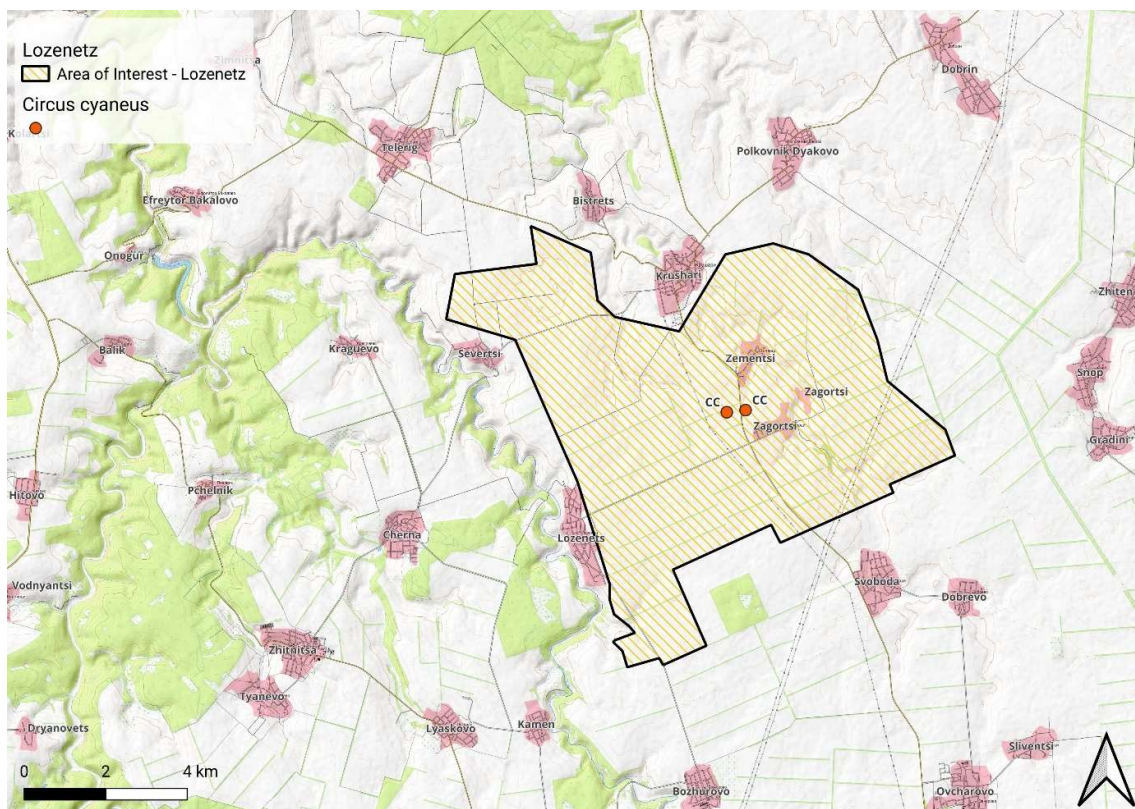 Lozenetz
Area of Interest - Lozenetz
Circus cyaneus
Zimnitsa
Dobrin
Telerig
Polkovnik Dyakovo
Efreytor Bakalovo
Bistrets
Onogur
Krushari
Zhiten
Balik
Kraguevo
Severtsi
Zementsi
Snop
Zagortsi
CC
CC
Zagortsi
Gradini
Hitovo
Pchelnik
Cherna
Lozenets
Vodnyantsi
Svoboda
Dobrevo
Zhitnitsa
Tyanevo
Dryanovets
Lyaskovo
Kamen
Sliventsi
0 2 4 km
Bozhurovo
Ovcharovo